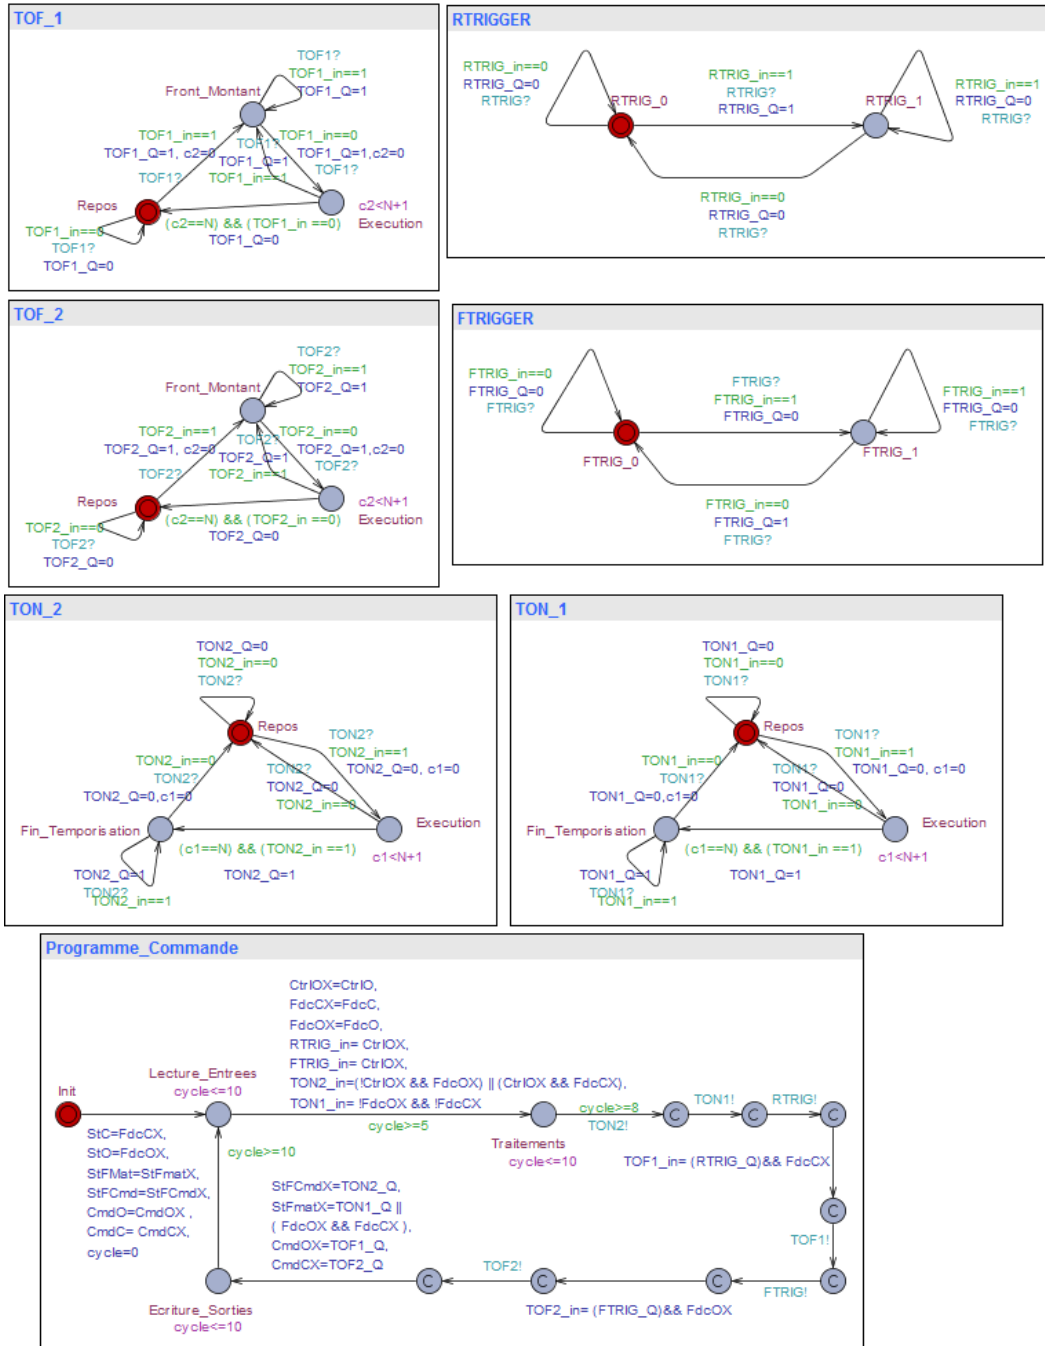 TOF_1
TOF1?
TOF1_in==1
TOF1_Q=1
Front_Montant
TOF1_in==1
TOF1_Q=1, c2=0
TOF1?
TOF1?
TOF1_Q=1
TOF1_in==1
TOF1_in==0
TOF1_Q=1,c2=0
TOF1?
Repos
c2<N+1
Execution
(c2==N) && (TOF1_in ==0)
TOF1_Q=0
TOF1_in==0
TOF1?
TOF1_Q=0
RTRIGGER
RTRIG_in==0
RTRIG_Q=0
RTRIG?
RTRIG_0
RTRIG_in==1
RTRIG?
RTRIG_Q=1
RTRIG_1
RTRIG_in==1
RTRIG_Q=0
RTRIG?
RTRIG_in==0
RTRIG_Q=0
RTRIG?
TOF_2
TOF2?
TOF2_in==1
TOF2_Q=1
Front_Montant
TOF2_in==1
TOF2_Q=1, c2=0
TOF2?
TOF2?
TOF2_Q=1
TOF2_in==1
TOF2_in==0
TOF2_Q=1,c2=0
TOF2?
Repos
c2<N+1
Execution
(c2==N) && (TOF2_in ==0)
TOF2_Q=0
TOF2_in==0
TOF2?
TOF2_Q=0
FTRIGGER
FTRIG_in==0
FTRIG_Q=0
FTRIG?
FTRIG_0
FTRIG?
FTRIG_in==1
FTRIG_Q=0
FTRIG_1
FTRIG_in==1
FTRIG_Q=0
FTRIG?
FTRIG_in==0
FTRIG_Q=1
FTRIG?
TON_2
TON2_Q=0
TON2_in==0
TON2?
Repos
TON2?
TON2_in==1
TON2_Q=0, c1=0
TON2_in==0
TON2?
TON2_Q=0,c1=0
TON2?
TON2_Q=0
TON2_in==0
Fin_Temporisation
Execution
c1<N+1
(c1==N) && (TON2_in ==1)
TON2_Q=1
TON2_Q=1
TON2?
TON2_in==1
TON_1
TON1_Q=0
TON1_in==0
TON1?
Repos
TON1?
TON1_in==1
TON1_Q=0, c1=0
TON1_in==0
TON1?
TON1_Q=0,c1=0
TON1?
TON1_Q=0
TON1_in==0
Fin_Temporisation
Execution
c1<N+1
(c1==N) && (TON1_in ==1)
TON1_Q=1
TON1_Q=1
TON1?
TON1_in==1
Programme_Commande
CtrlOX=CtrlO,
FdcCX=FdcC,
FdcOX=FdcO,
RTRIG_in= CtrlOX,
FTRIG_in= CtrlOX,
TON2_in=(!CtrlOX && FdcOX) || (CtrlOX && FdcCX),
TON1_in= !FdcOX && !FdcCX
cycle>=5
Init
Lecture_Entrees
cycle<=10
Traitements
cycle<=10
cycle>=8
TON2!
TON1!
RTRIG!
TOF1_in= (RTRIG_Q)&& FdcCX
TOF1!
FTRIG!
TOF2_in= (FTRIG_Q)&& FdcOX
TOF2!
StFCmdX=TON2_Q,
StFmatX=TON1_Q ||
( FdcOX && FdcCX ),
CmdOX=TOF1_Q,
CmdCX=TOF2_Q
Ecriture_Sorties
cycle<=10
cycle>=10
StC=FdcCX,
StO=FdcOX,
StFMat=StFmatX,
StFCmd=StFCmdX,
CmdO=CmdOX ,
CmdC= CmdCX,
cycle=0
C
C
C
C
C
C
C
C